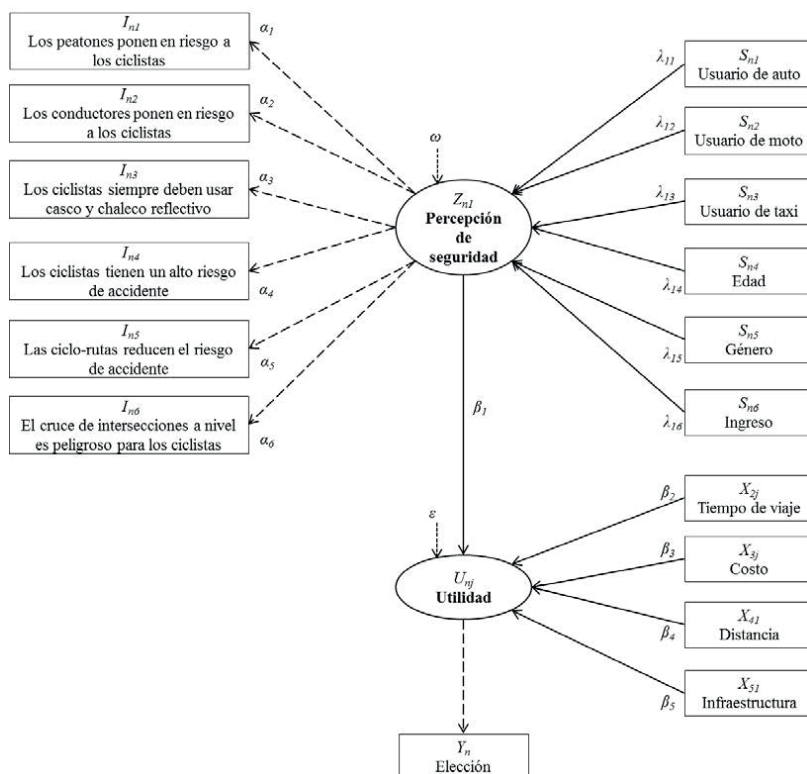 I_n1
Los peatones ponen en riesgo a
los ciclistas
α_1
I_n2
Los conductores ponen en riesgo
a los ciclistas
α_2
I_n3
Los ciclistas siempre deben usar
casco y chaleco reflectivo
α_3
I_n4
Los ciclistas tienen un alto riesgo
de accidente
α_4
I_n5
Las ciclo-rutas reducen el riesgo
de accidente
α_5
I_n6
El cruce de intersecciones a nivel
es peligroso para los ciclistas
α_6
ω
Z_n1
Percepción
de
seguridad
λ_11
S_n1
Usuario de auto
λ_12
S_n2
Usuario de moto
λ_13
S_n3
Usuario de taxi
λ_14
S_n4
Edad
λ_15
S_n5
Género
λ_16
S_n6
Ingreso
β_1
ε
U_nj
Utilidad
β_2
X_2j
Tiempo de viaje
β_3
X_3j
Costo
β_4
X_41
Distancia
β_5
X_51
Infraestructura
Y_n
Elección